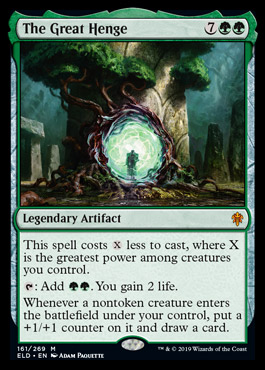 The Great Henge 7
Legendary Artifact
This spell costs X less to cast, where X
is the greatest power among creatures
you control.
: Add . You gain 2 life.
Whenever a nontoken creature enters
the battlefield under your control, put a
+1/+1 counter on it and draw a card.
161/269 M
ELD • EN Adam Paquette
™ & © 2019 Wizards of the Coast